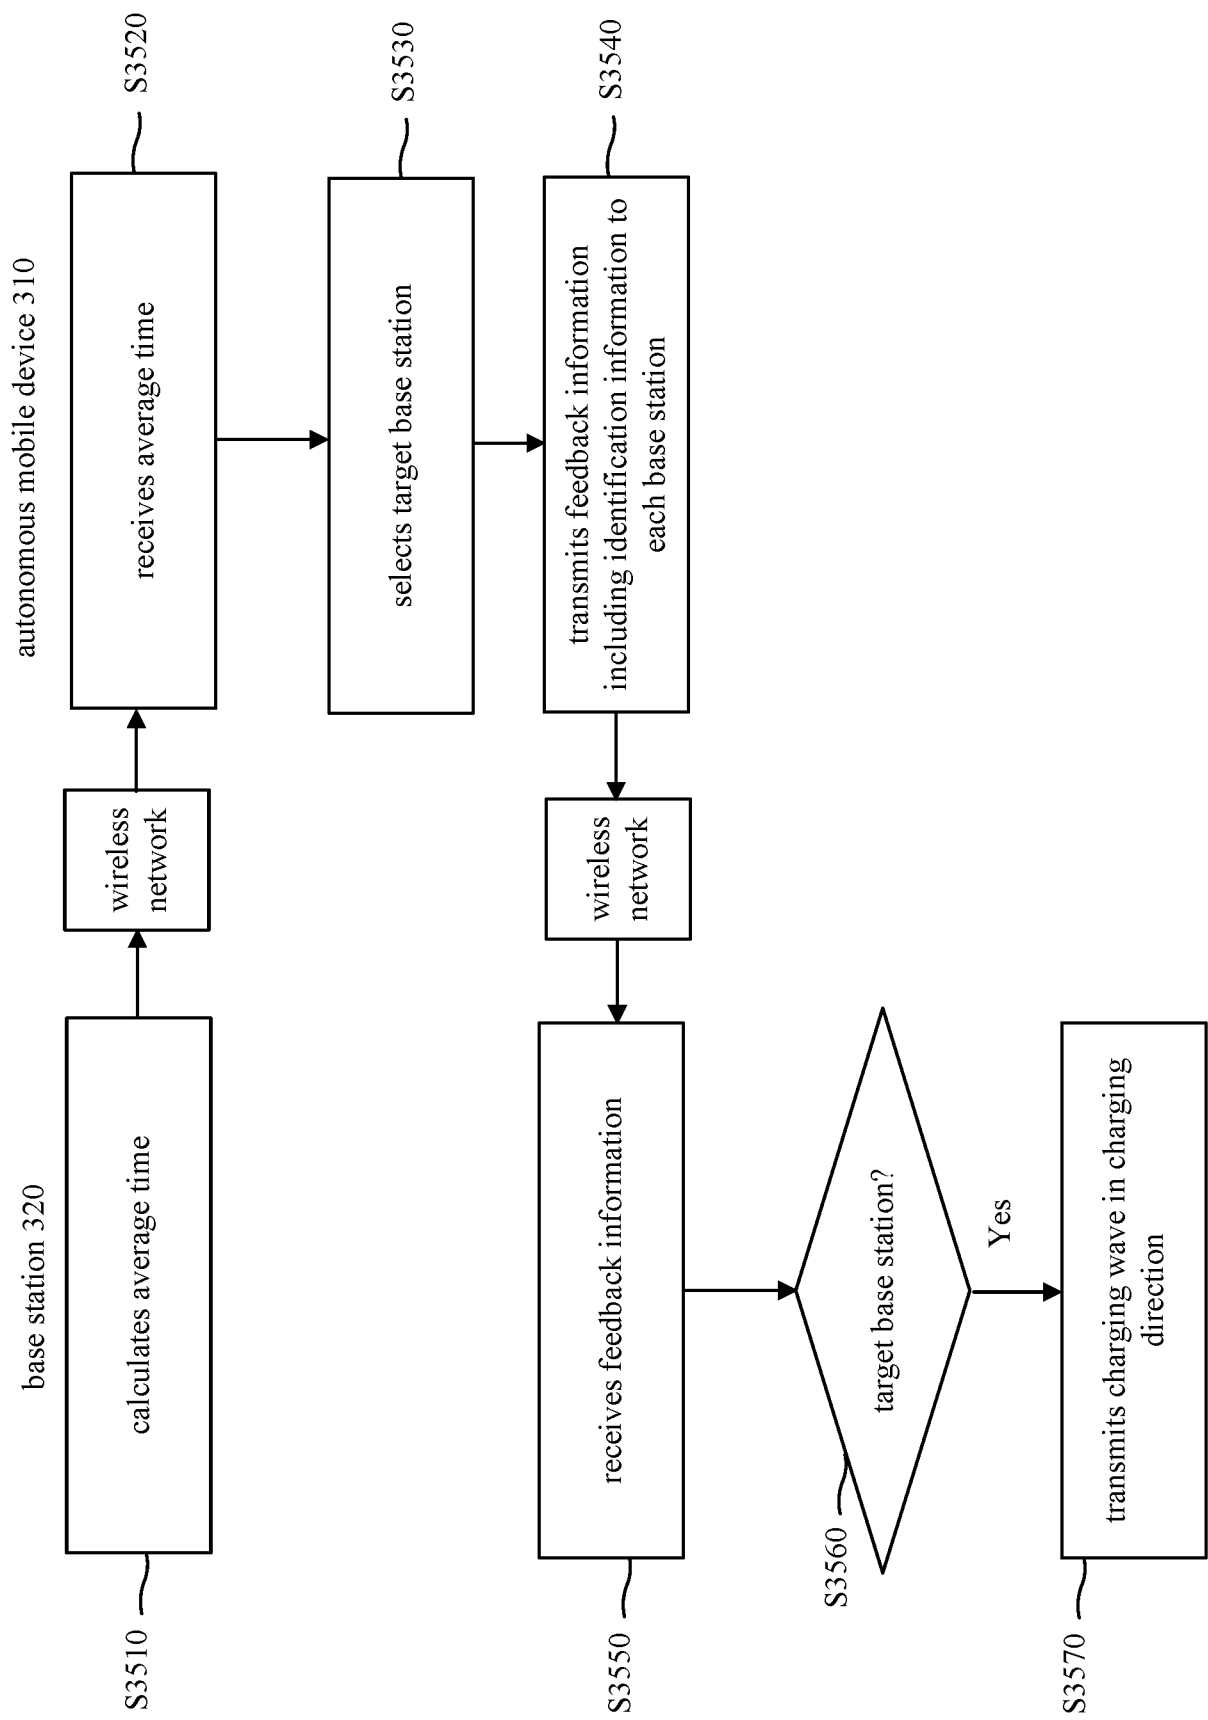 base station 320
autonomous mobile device 310
S3510
calculates average time
wireless
network
receives average time
S3520
selects target base station
S3530
transmits feedback information
including identification information to
each base station
S3540
wireless
network
S3550
receives feedback information
S3560
target base station?
Yes
S3570
transmits charging wave in charging
direction